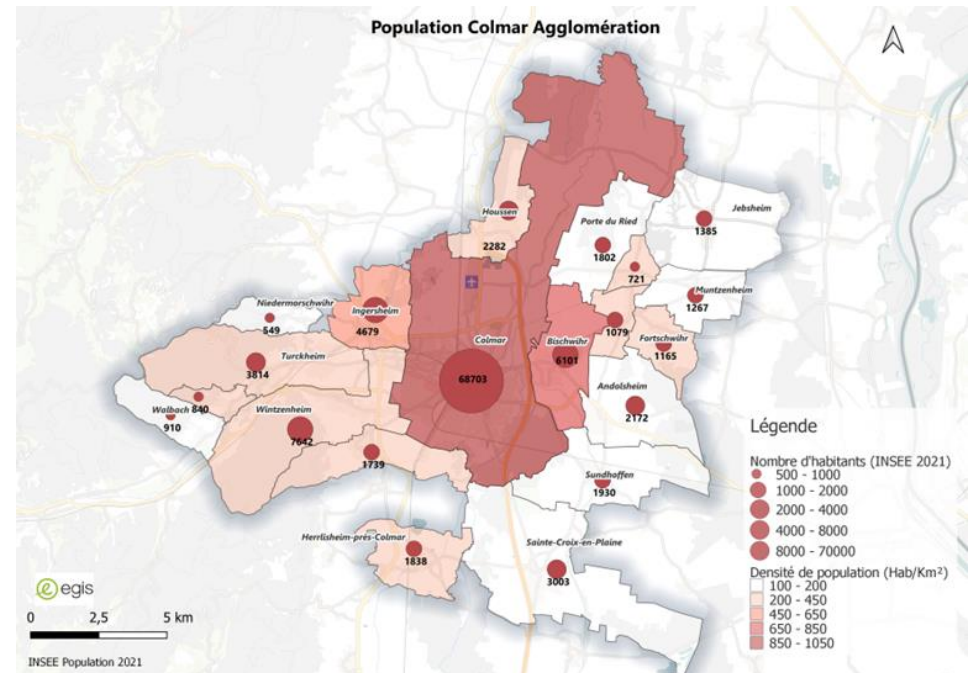 Population Colmar Agglomération
Houssen
2282
Porte du Ried
1802
Jebsheim
1385
721
Muntzenheim
1267
Niedermorschwihr
549
Ingersheim
4679
1079
Fortschwihr
1165
Colmar
68703
Bischwihr
6101
Turckheim
3814
Andolsheim
2172
Walbach
840
910
Wintzenheim
7642
1739
Sundhoffen
1930
Herrlisheim-près-Colmar
1838
Sainte-Croix-en-Plaine
3003
Légende
Nombre d'habitants (INSEE 2021)
500 - 1000
1000 - 2000
2000 - 4000
4000 - 8000
8000 - 70000
Densité de population (Hab/Km²)
100 - 200
200 - 450
450 - 650
650 - 850
850 - 1050
egis
0 2,5 5 km
INSEE Population 2021